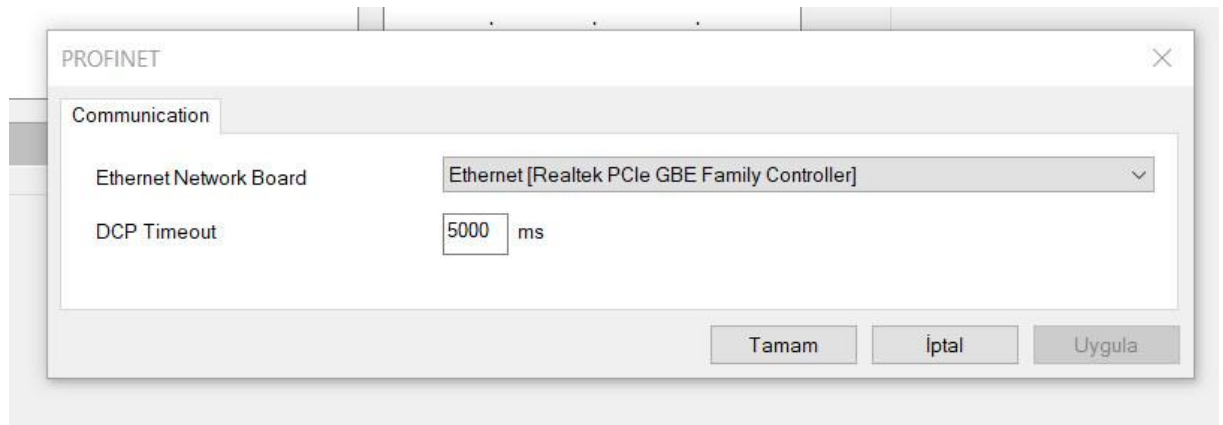 PROFINET
Communication
Ethernet Network Board
Ethernet [Realtek PCIe GBE Family Controller]
DCP Timeout
5000 ms
Tamam
İptal
Uygula